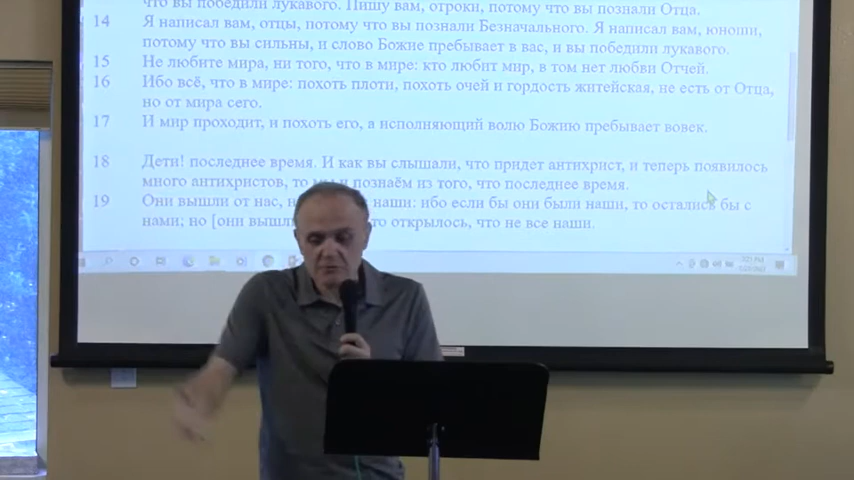 что вы победили лукавого. Пишу вам, отроки, потому что вы познали Отца.
14 Я написал вам, отцы, потому что вы познали Безначального. Я написал вам, юноши,
потому что вы сильны, и слово Божие пребывает в вас, и вы победили лукавого.
15 Не любите мира, ни того, что в мире: кто любит мир, в том нет любви Отчей.
16 Ибо всё, что в мире: похоть плоти, похоть очей и гордость житейская, не есть от Отца,
но от мира сего.
17 И мир проходит, и похоть его, а исполняющий волю Божию пребывает вовек.
18 Дети! последнее время. И как вы слышали, что придет антихрист, и теперь появилось
много антихристов, то мы и познаём из того, что последнее время.
19 Они вышли от нас, н наши: ибо если бы они были наши, то остались бы с
нами; но [они вышл то открылось, что не все наши.